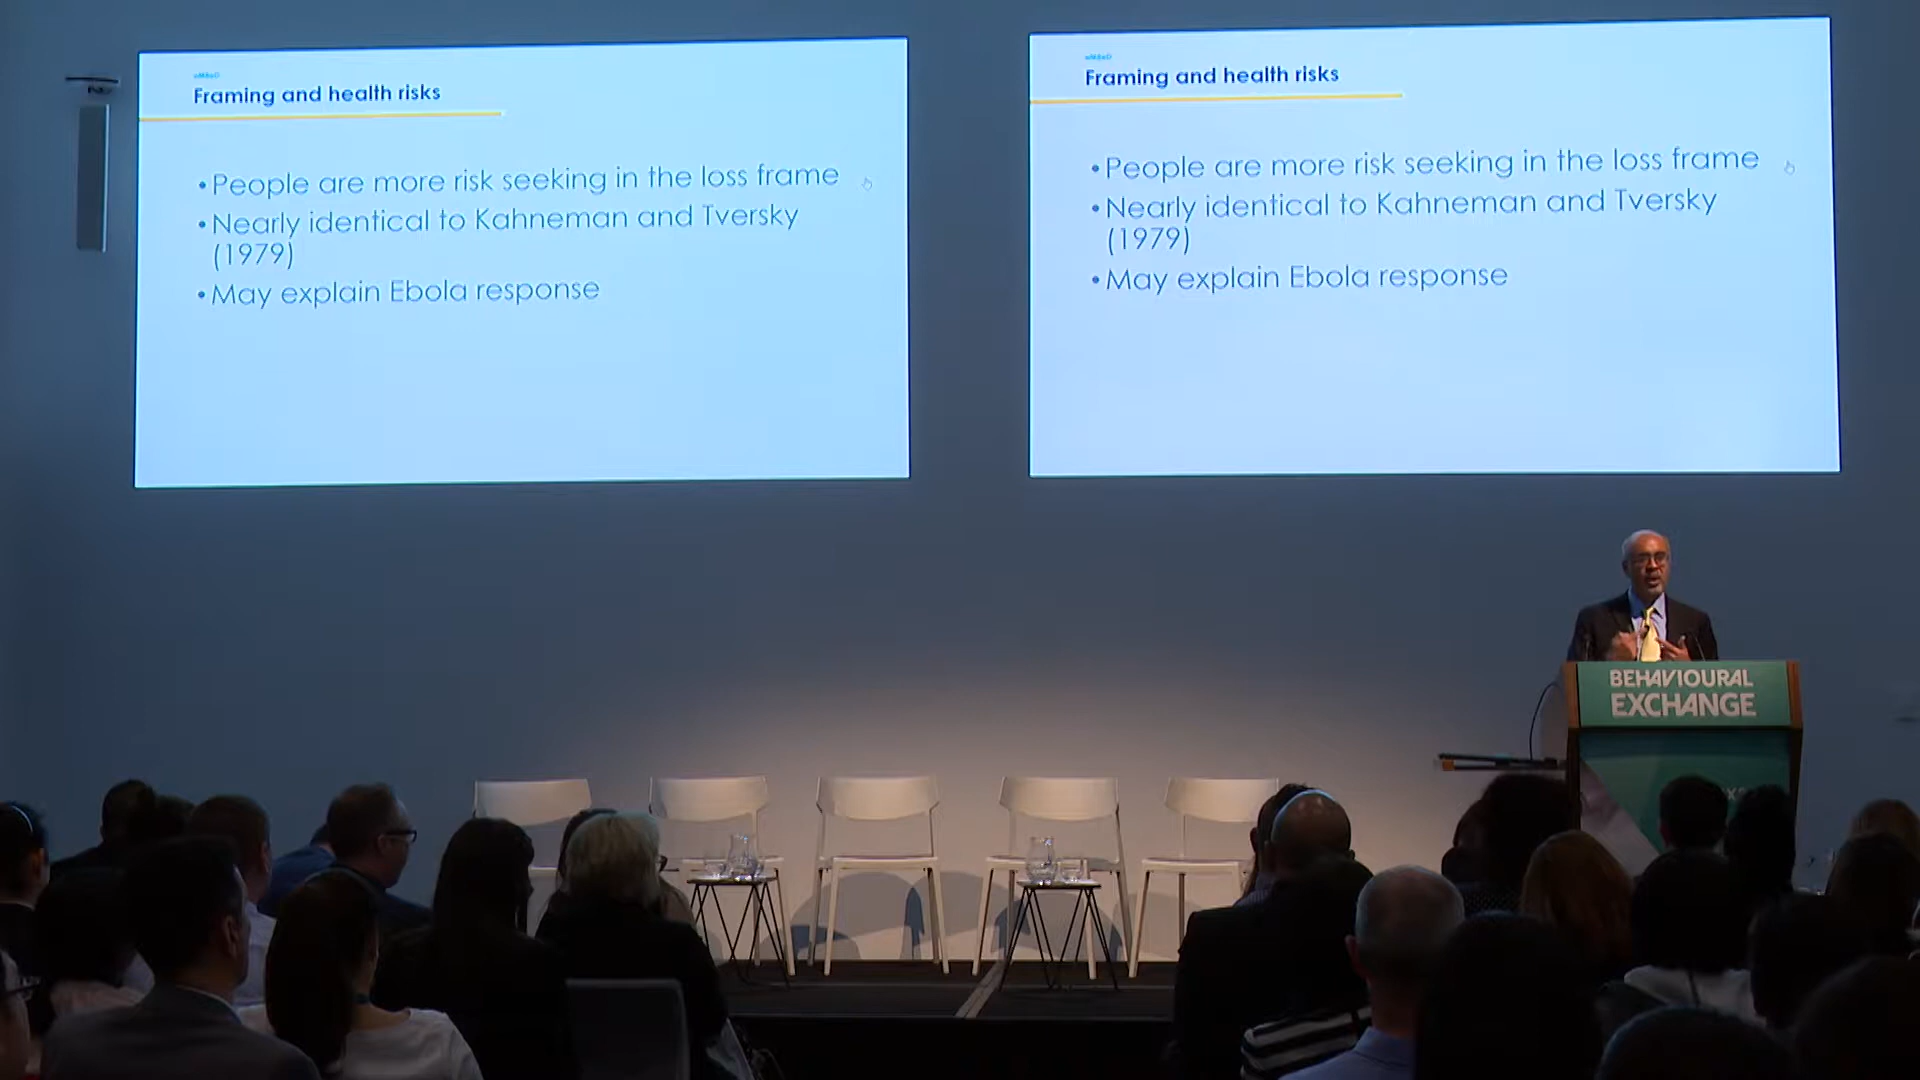 eMBeD
Framing and health risks
•People are more risk seeking in the loss frame
•Nearly identical to Kahneman and Tversky
(1979)
•May explain Ebola response
eMBeD
Framing and health risks
•People are more risk seeking in the loss frame
•Nearly identical to Kahneman and Tversky
(1979)
•May explain Ebola response
BEHAVIOURAL
EXCHANGE